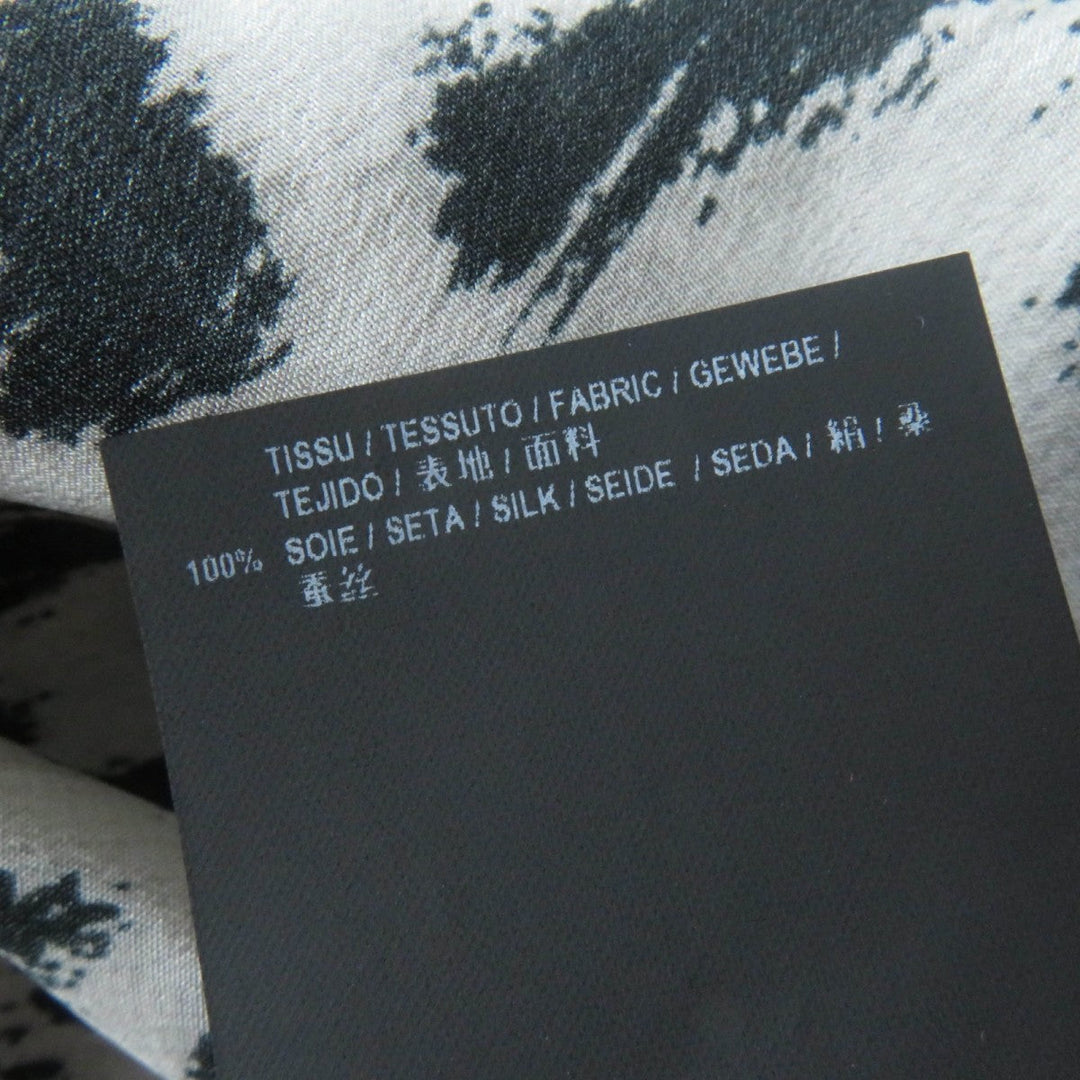 TISSU / TESSUTO / FABRIC / GEWEBE /
TEJIDO / 表地 / 面料
100% SOIE / SETA / SILK / SEIDE / SEDA / 絹 / 桑
蚕丝